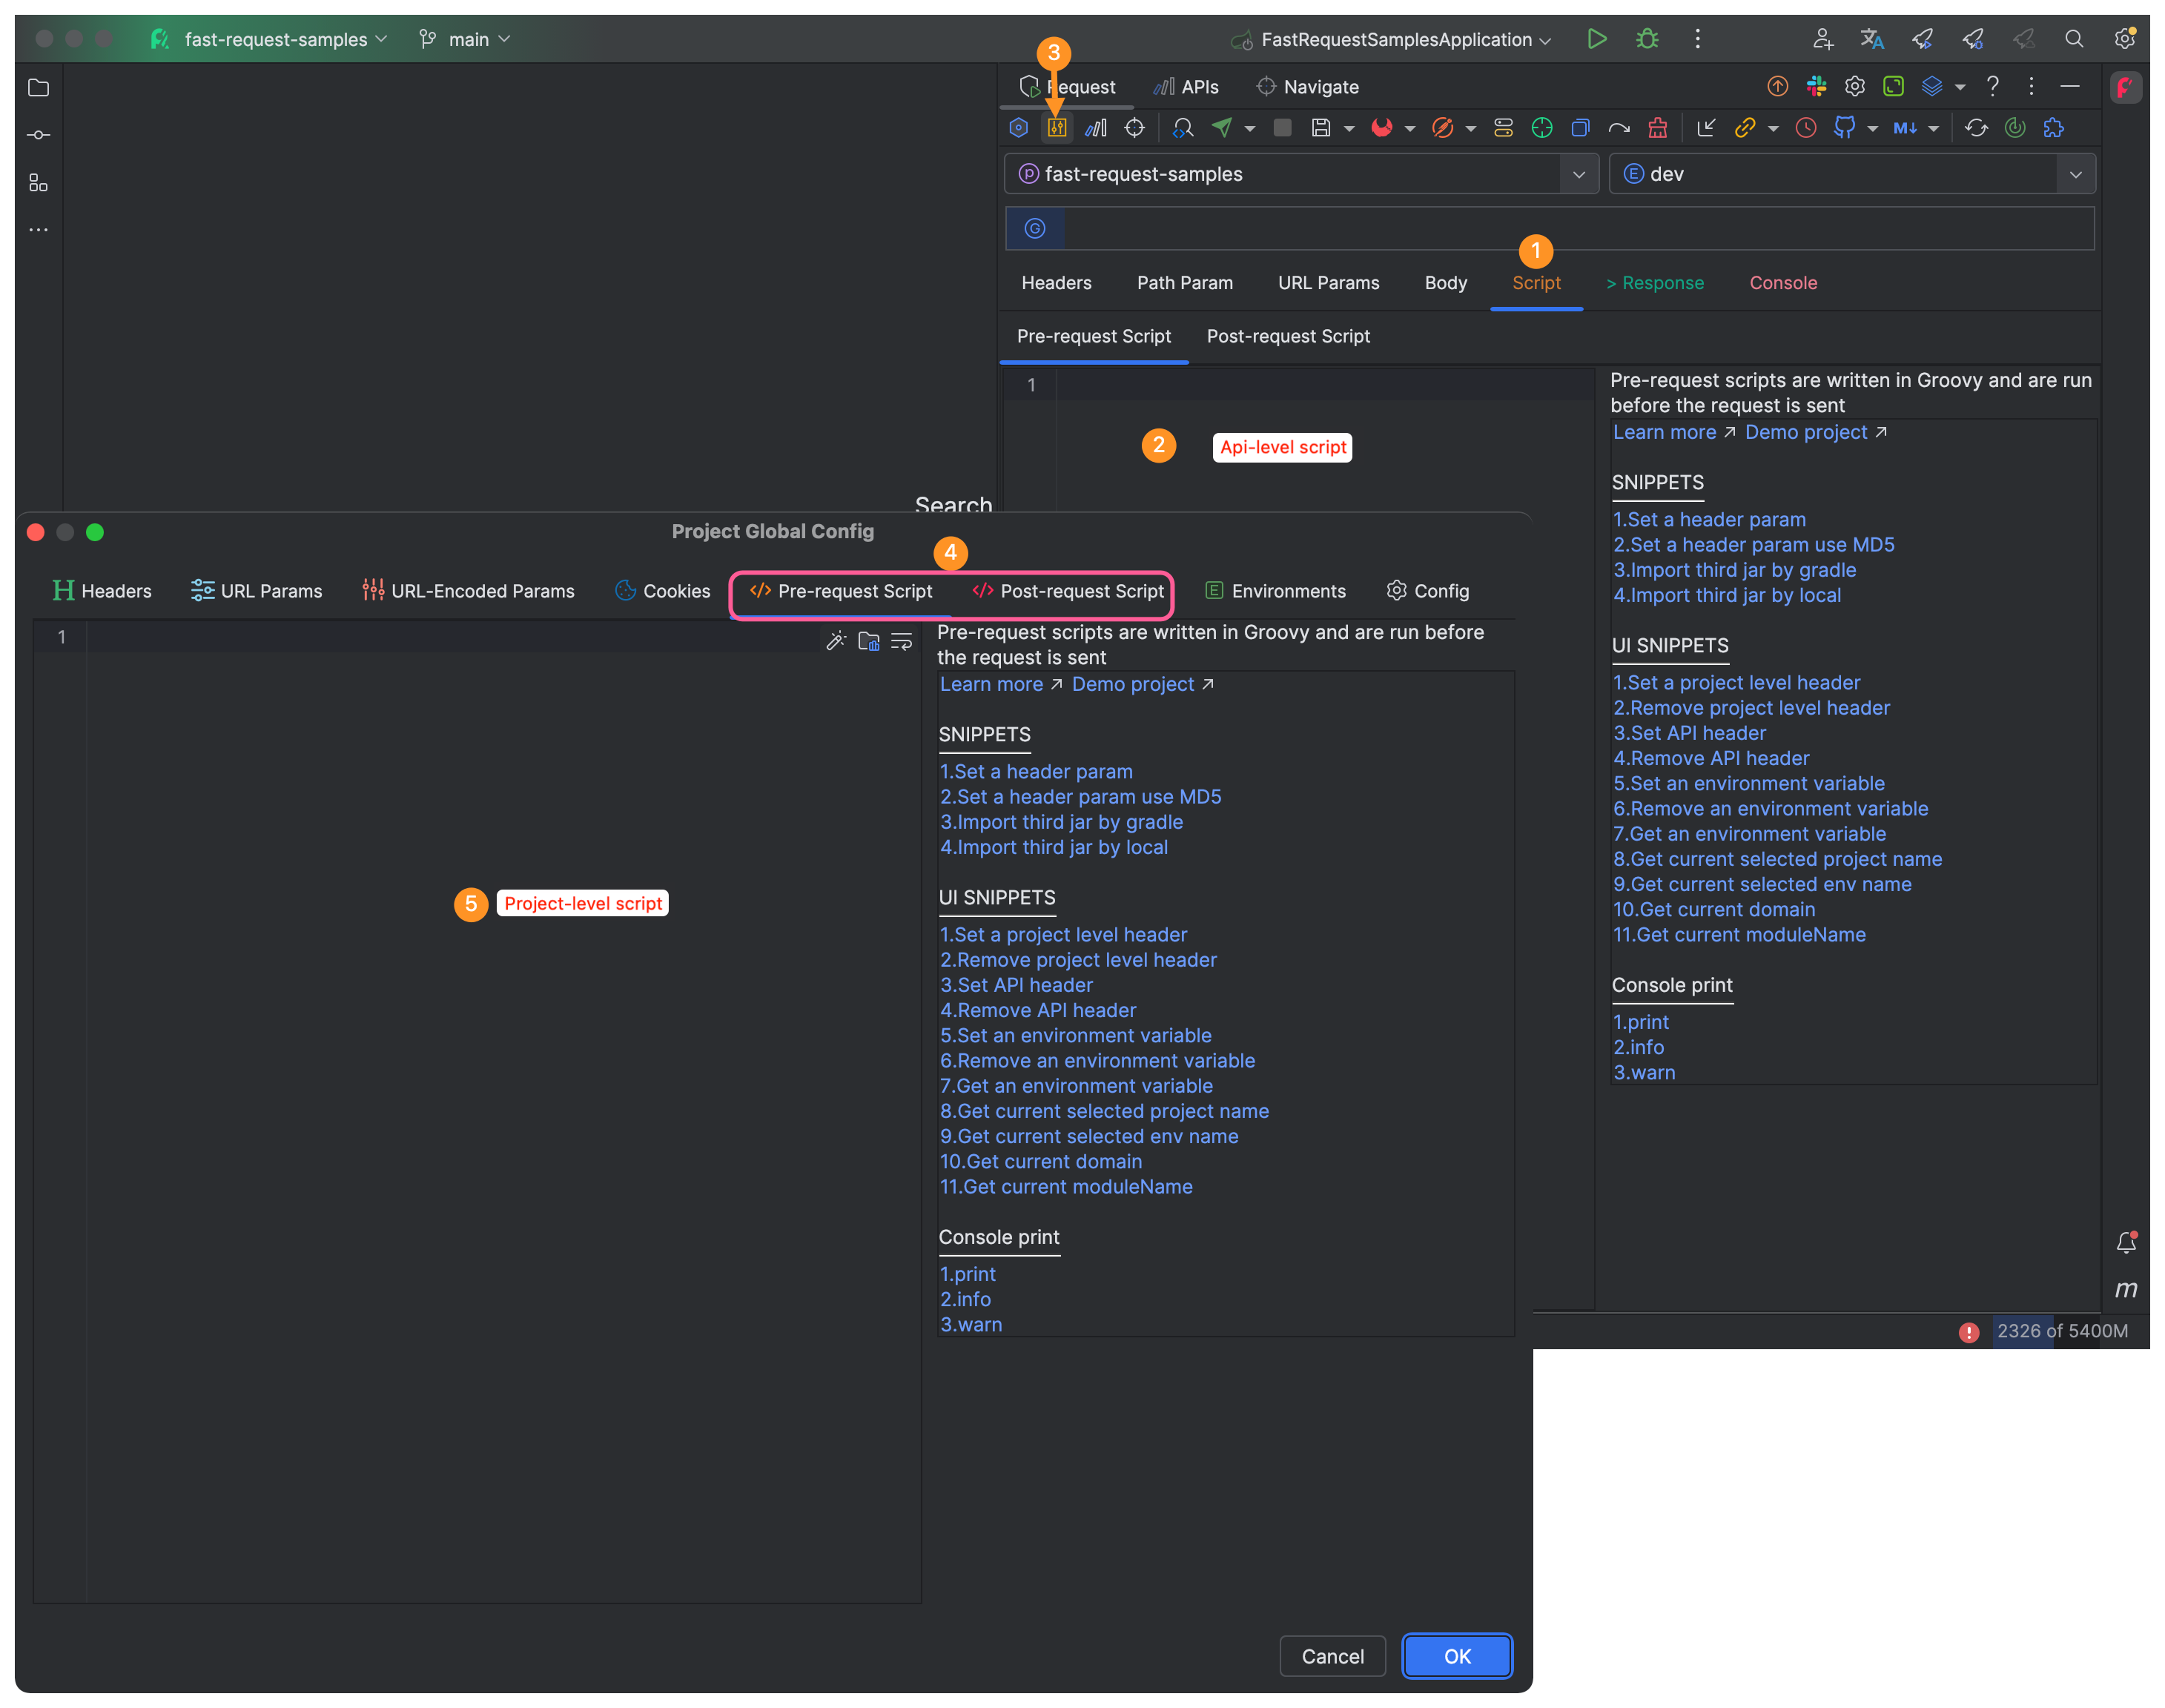 fast-request-samples
main
FastRequestSamplesApplication
3
Request
APIs
Navigate
M↓
fast-request-samples
E dev
1
Headers
Path Param
URL Params
Body
Script
> Response
Console
Pre-request Script
Post-request Script
1
2
Api-level script
Pre-request scripts are written in Groovy and are run
before the request is sent
Learn more ↗ Demo project ↗
SNIPPETS
1.Set a header param
2.Set a header param use MD5
3.Import third jar by gradle
4.Import third jar by local
UI SNIPPETS
1.Set a project level header
2.Remove project level header
3.Set API header
4.Remove API header
5.Set an environment variable
6.Remove an environment variable
7.Get an environment variable
8.Get current selected project name
9.Get current selected env name
10.Get current domain
11.Get current moduleName
Console print
1.print
2.info
3.warn
m
2326 of 5400M
Search
Project Global Config
4
H Headers
URL Params
URL-Encoded Params
Cookies
</> Pre-request Script
</> Post-request Script
E Environments
Config
1
5
Project-level script
Pre-request scripts are written in Groovy and are run before
the request is sent
Learn more ↗ Demo project ↗
SNIPPETS
1.Set a header param
2.Set a header param use MD5
3.Import third jar by gradle
4.Import third jar by local
UI SNIPPETS
1.Set a project level header
2.Remove project level header
3.Set API header
4.Remove API header
5.Set an environment variable
6.Remove an environment variable
7.Get an environment variable
8.Get current selected project name
9.Get current selected env name
10.Get current domain
11.Get current moduleName
Console print
1.print
2.info
3.warn
Cancel
OK